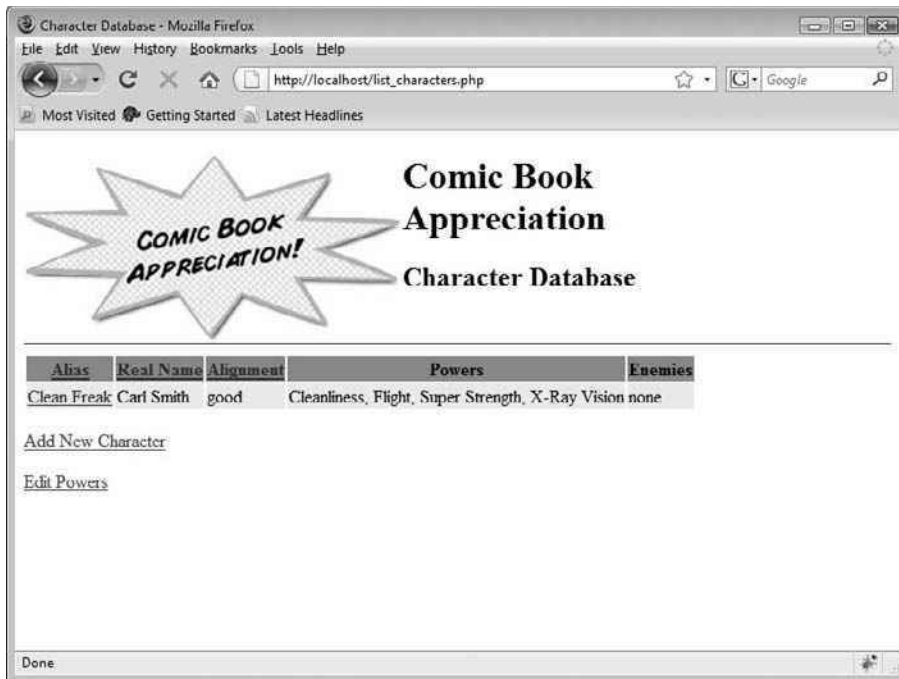 Character Database - Mozilla Firefox
File Edit View History Bookmarks Tools Help
http://localhost/list_characters.php
G Google
Most Visited Getting Started Latest Headlines
COMIC BOOK
APPRECIATION!
Comic Book
Appreciation
Character Database
Alias Real Name Alignment Powers Enemies
Clean Freak Carl Smith good Cleanliness, Flight, Super Strength, X-Ray Vision none
Add New Character
Edit Powers
Done